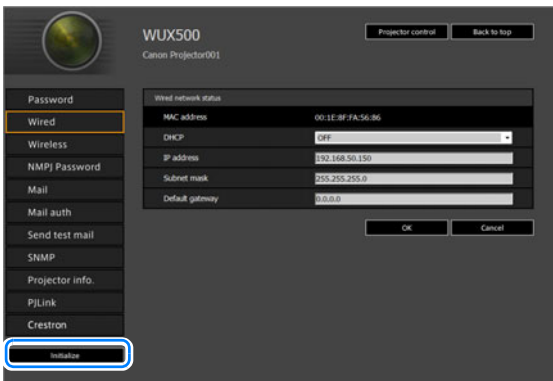 WUX500
Canon Projector001
Projector control
Back to top
Password
Wired
Wireless
NMPJ Password
Mail
Mail auth
Send test mail
SNMP
Projector info.
PJLink
Crestron
Initialize
Wired network status
MAC address 00:1E:8F:FA:56:86
DHCP OFF
IP address 192.168.50.150
Subnet mask 255.255.255.0
Default gateway 0.0.0.0
OK
Cancel